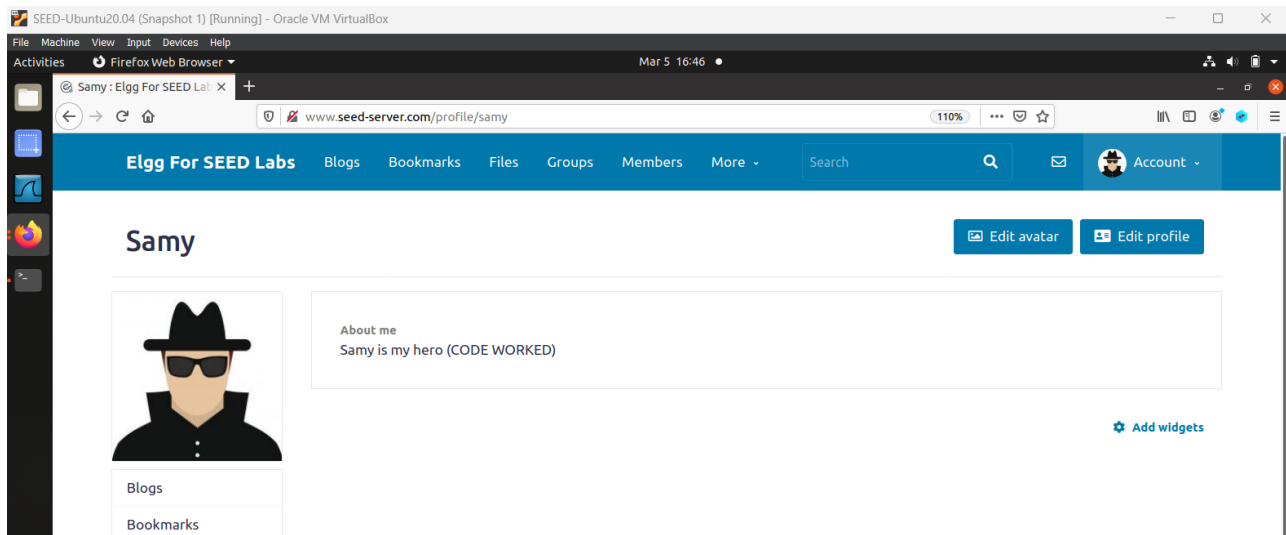 SEED-Ubuntu20.04 (Snapshot 1) [Running] - Oracle VM VirtualBox
File Machine View Input Devices Help
Activities Firefox Web Browser Mar 5 16:46
Samy : Elgg For SEED Lab
www.seed-server.com/profile/samy 110%
Elgg For SEED Labs Blogs Bookmarks Files Groups Members More Search Account
Samy Edit avatar Edit profile
About me
Samy is my hero (CODE WORKED)
Add widgets
Blogs
Bookmarks